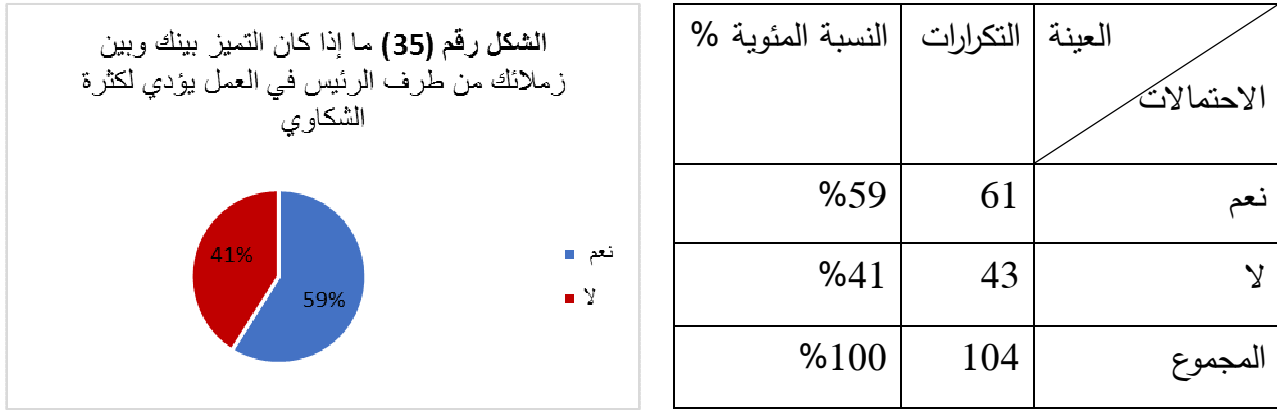 الشكل رقم (35) ما إذا كان التميز بينك وبين
زملائك من طرف الرئيس في العمل يؤدي لكثرة
الشكاوي
41%
59%
نعم
لا
العينة
الاحتمالات
التكرارات
النسبة المئوية %
نعم 61 59%
لا 43 41%
المجموع 104 100%